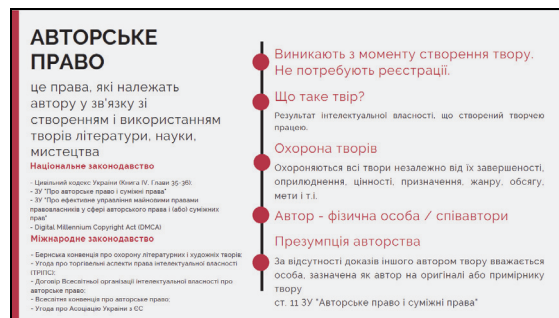 АВТОРСЬКЕ
ПРАВО
це права, які належать
автору у зв'язку зі
створенням і використанням
творів літератури, науки,
мистецтва
Національне законодавство
- Цивільний кодекс України (Книга IV. Глави 35-36);
- ЗУ "Про авторське право і суміжні права"
- ЗУ "Про ефективне управління майновими правами
правовласників у сфері авторського права і (або) суміжних
прав"
- Digital Millennium Copyright Act (DMCA)
Міжнародне законодавство
- Бернська конвенція про охорону літературних і художніх творів;
- Угода про торгівельні аспекти права інтелектуальної власності
(ТРІПС);
- Договір Всесвітньої організації інтелектуальної власності про
авторське право;
- Всесвітня конвенція про авторське право;
- Угода про Асоціацію України з ЄС
Виникають з моменту створення твору.
Не потребують реєстрації.
Що таке твір?
Результат інтелектуальної власності, що створений творчою
працею.
Охорона творів
Охороняються всі твори незалежно від їх завершеності,
оприлюднення, цінності, призначення, жанру, обсягу,
мети і т.і.
Автор - фізична особа / співавтори
Презумпція авторства
За відсутності доказів іншого автором твору вважається
особа, зазначена як автор на оригіналі або примірнику
твору
ст. 11 ЗУ "Авторське право і суміжні права"